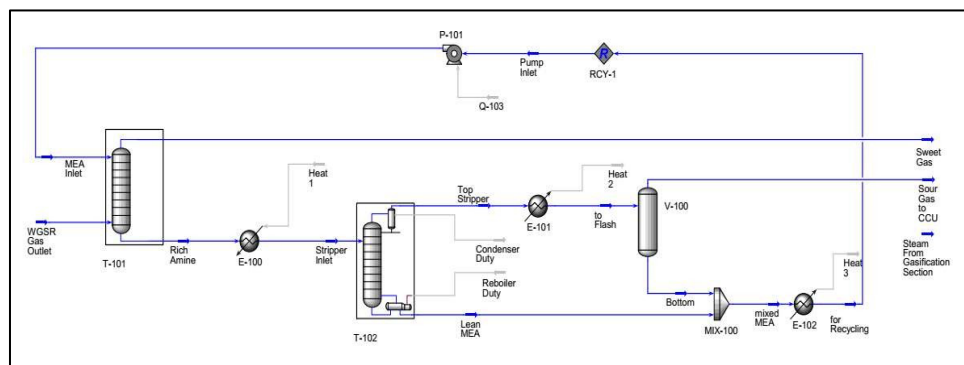 P-101
Pump
Inlet
R
RCY-1
Q-103
MEA
Inlet
Heat
1
Heat
2
Sweet
Gas
Top
Stripper
V-100
Sour
Gas
to
CCU
WGSR
Gas
Outlet
E-101
to
Flash
T-101
Rich
Amine
E-100
Stripper
Inlet
Condenser
Duty
Steam
From
Gasification
Section
Heat
3
Reboiler
Duty
Bottom
T-102
Lean
MEA
MIX-100
mixed
MEA
E-102
for
Recycling